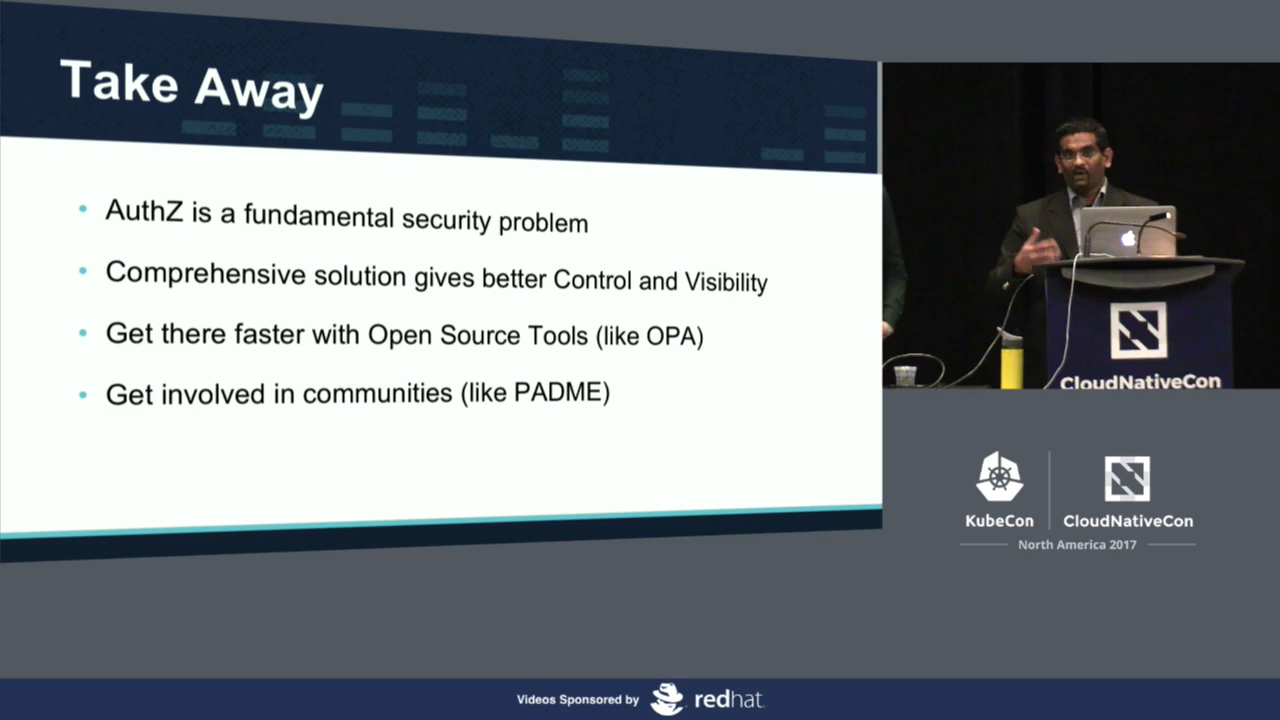 Take Away
• AuthZ is a fundamental security problem
• Comprehensive solution gives better Control and Visibility
• Get there faster with Open Source Tools (like OPA)
• Get involved in communities (like PADME)
CloudNativeCon
KubeCon
CloudNativeCon
North America 2017
Videos Sponsored by redhat.